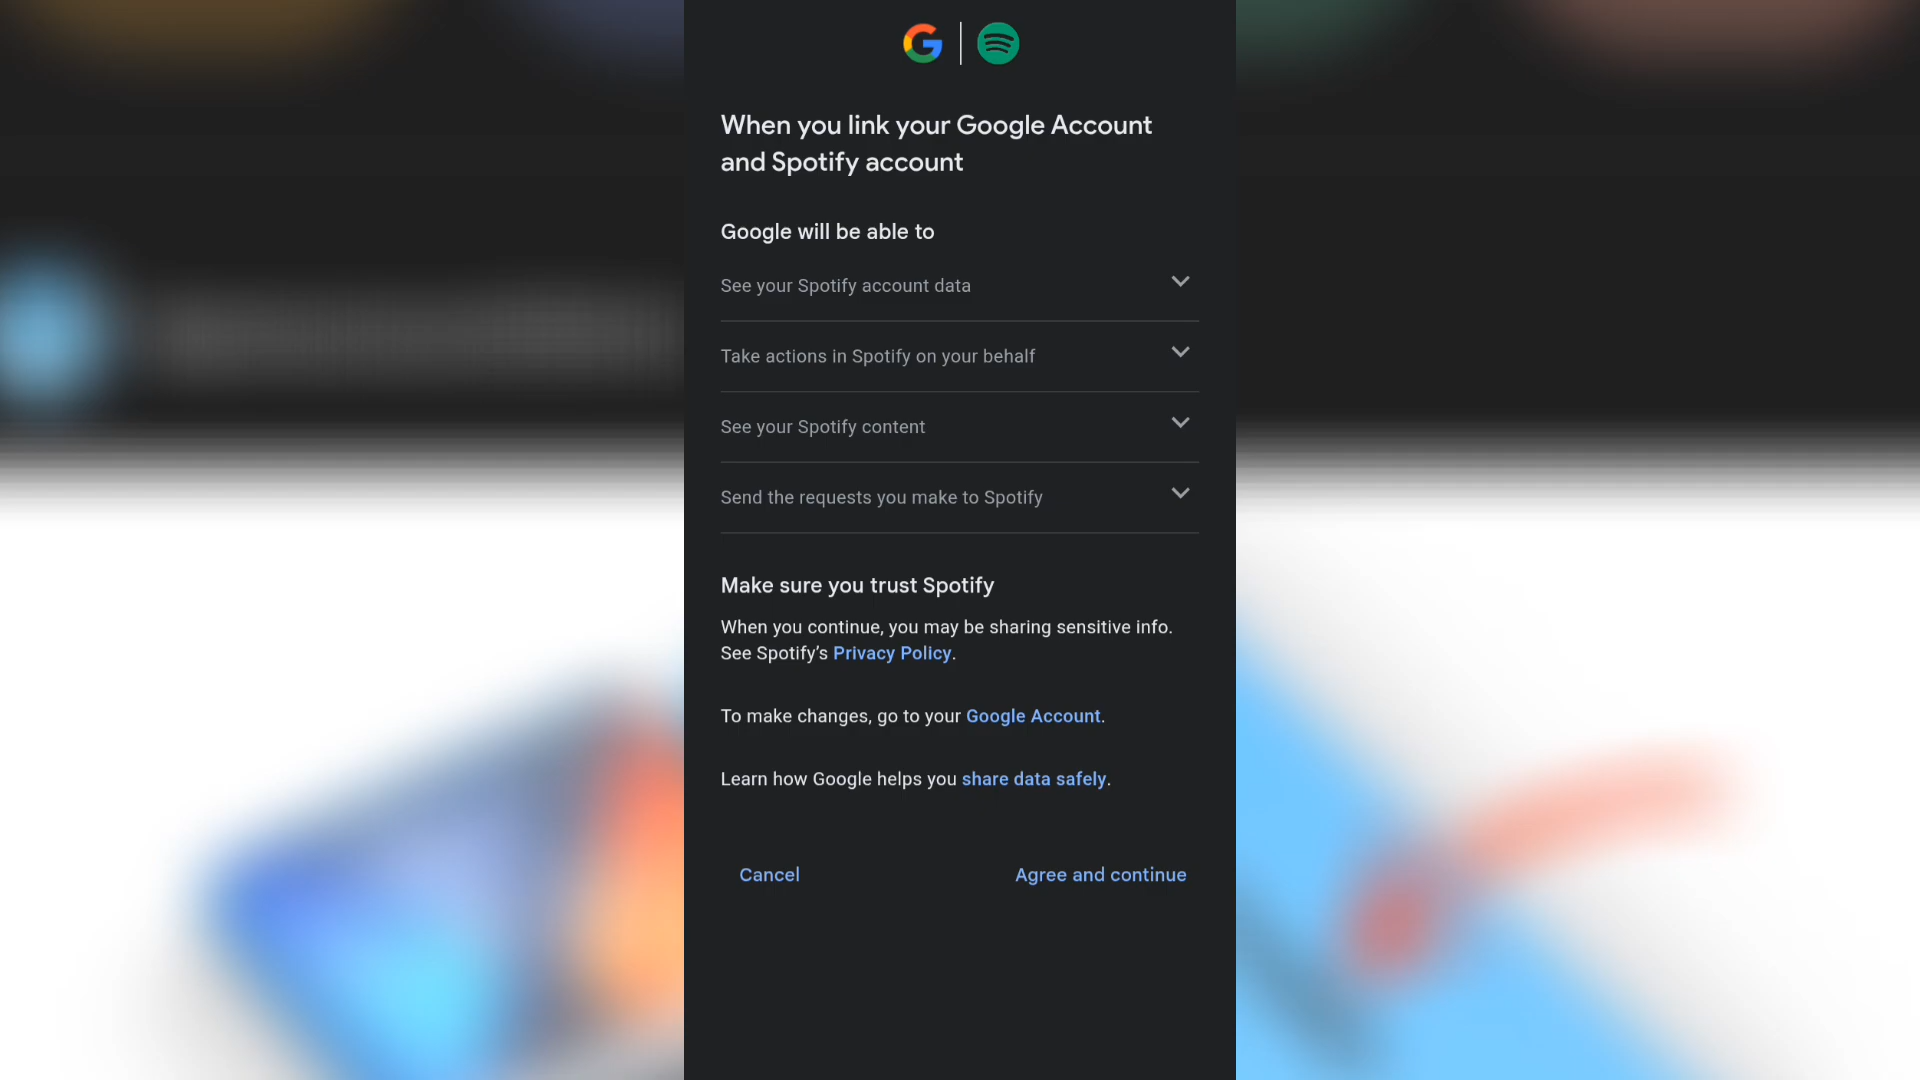 When you link your Google Account
and Spotify account
Google will be able to
See your Spotify account data
Take actions in Spotify on your behalf
See your Spotify content
Send the requests you make to Spotify
Make sure you trust Spotify
When you continue, you may be sharing sensitive info.
See Spotify’s Privacy Policy.
To make changes, go to your Google Account.
Learn how Google helps you share data safely.
Cancel
Agree and continue